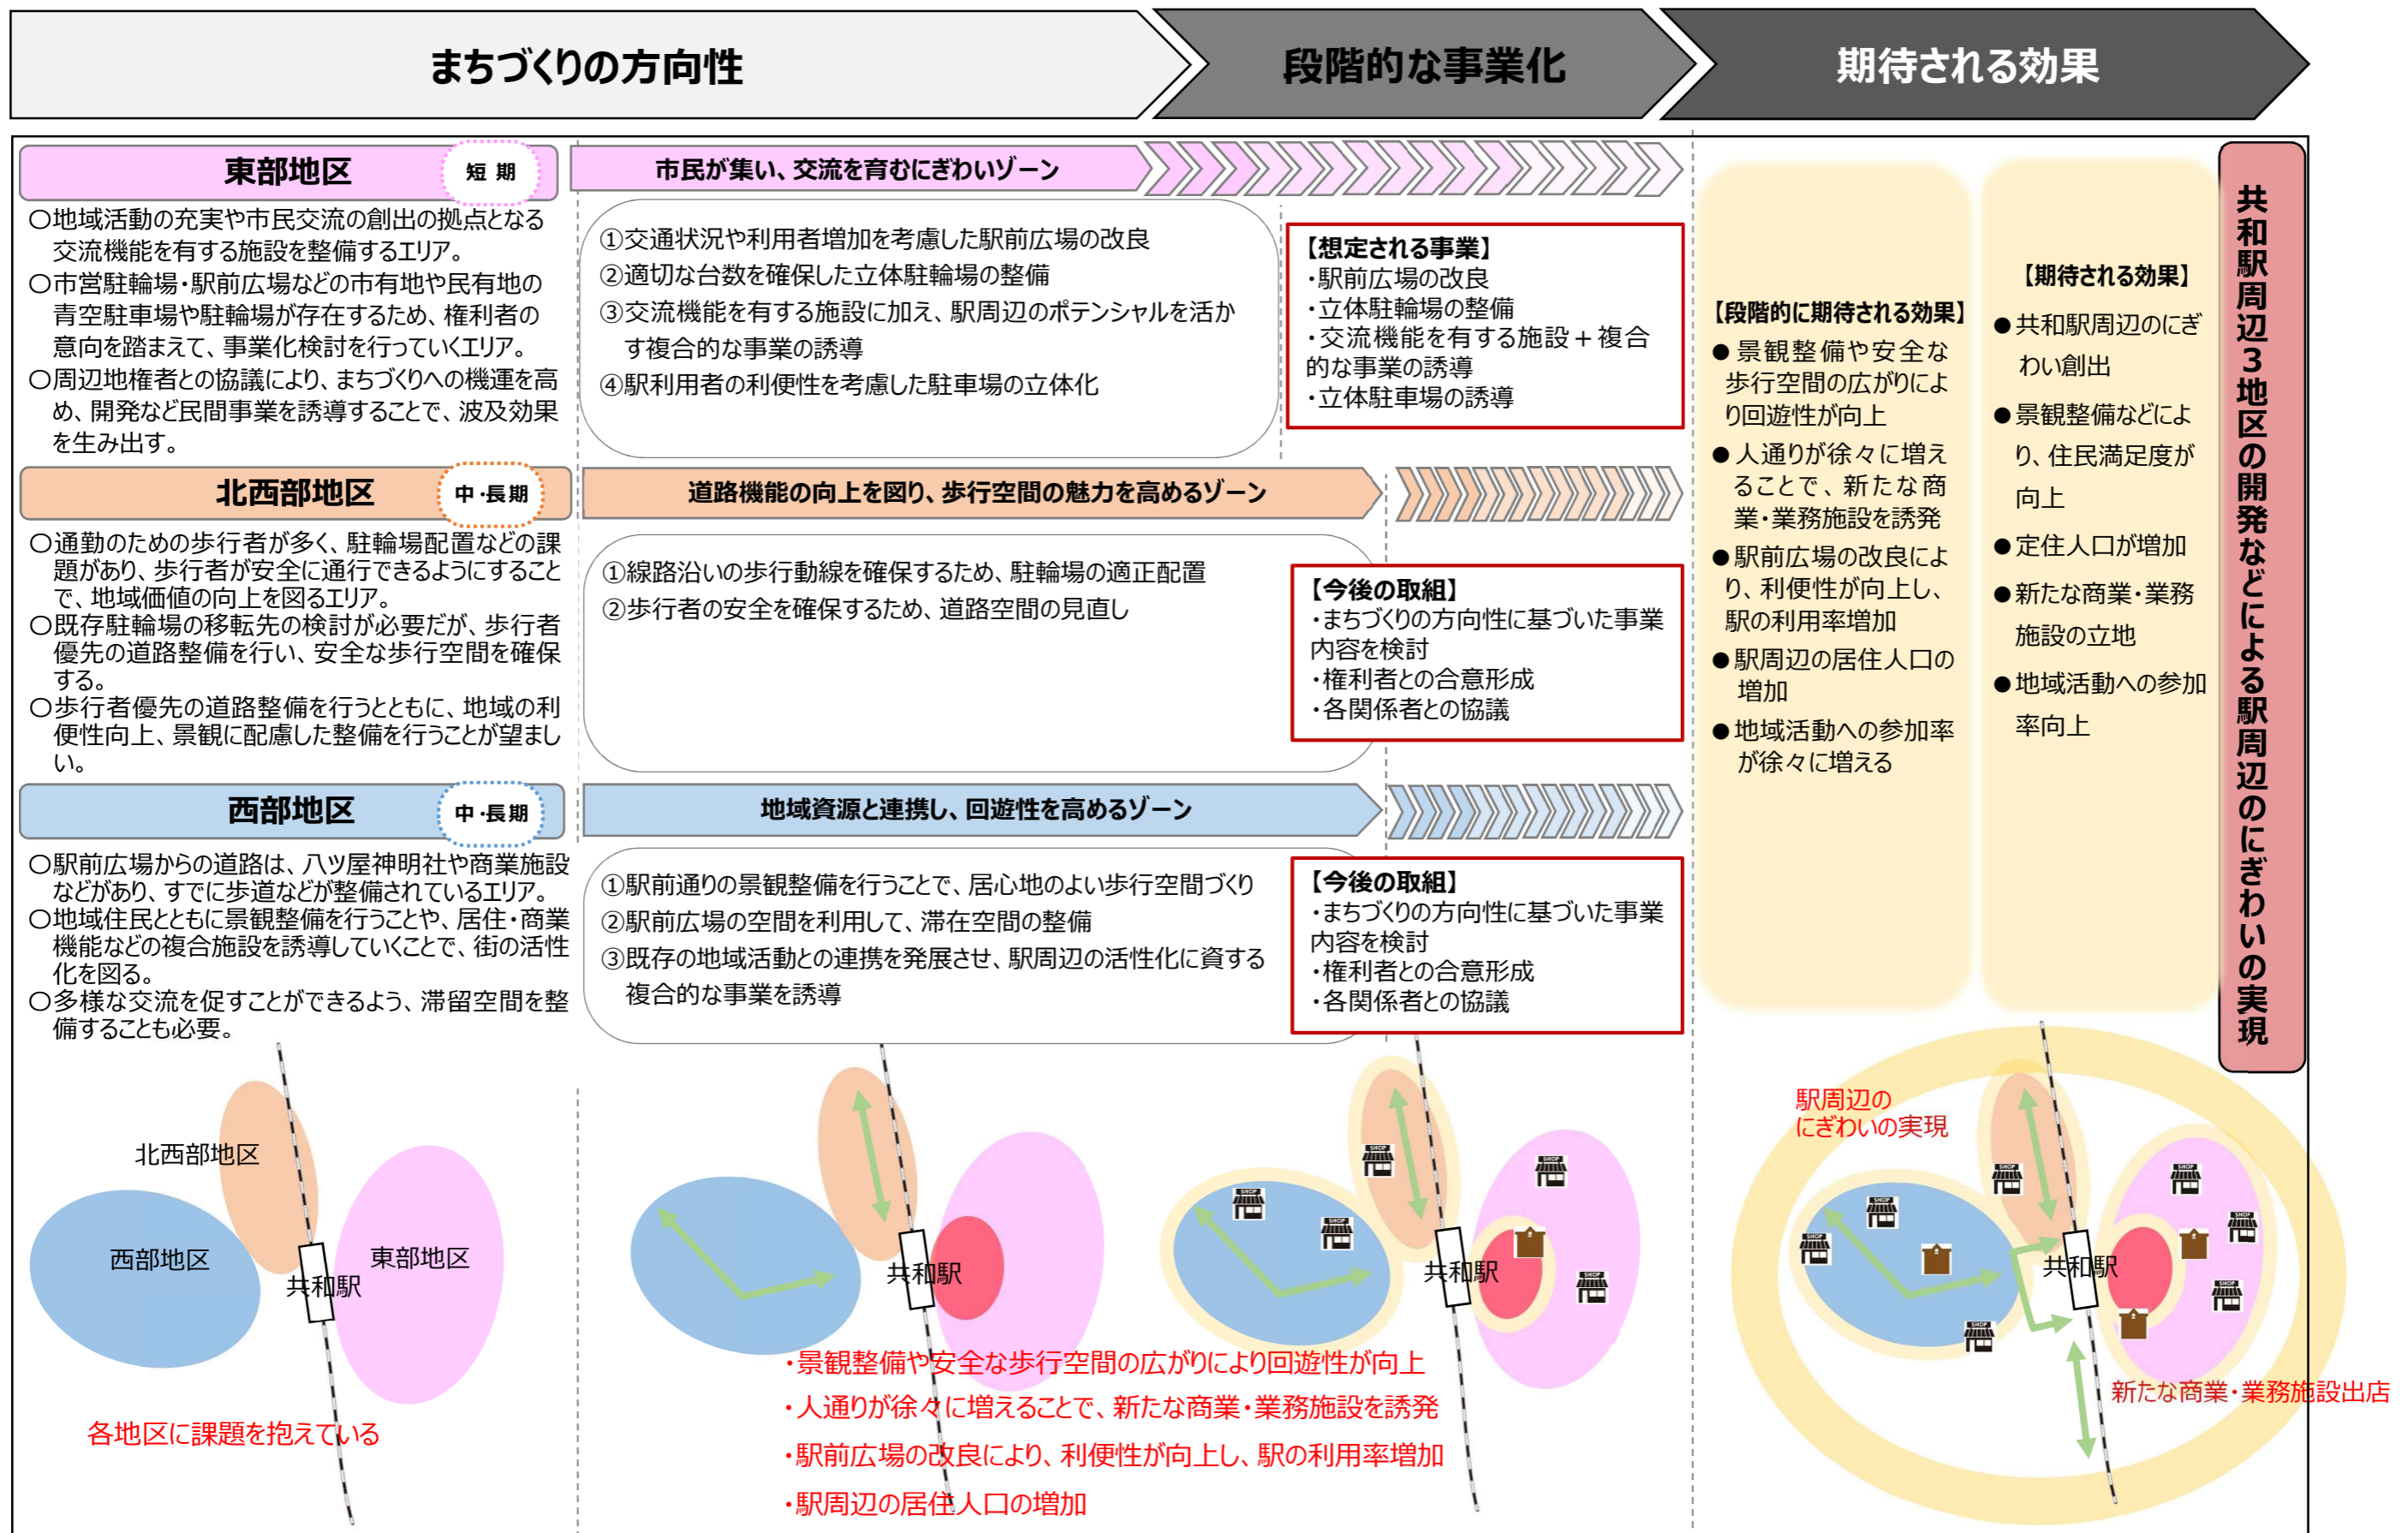 まちづくりの方向性
段階的な事業化
期待される効果
東部地区
短 期
〇地域活動の充実や市民交流の創出の拠点となる
交流機能を有する施設を整備するエリア。
〇市営駐輪場・駅前広場などの市有地や民有地の
青空駐車場や駐輪場が存在するため、権利者の
意向を踏まえて、事業化検討を行っていくエリア。
〇周辺地権者との協議により、まちづくりへの機運を高
め、開発など民間事業を誘導することで、波及効果
を生み出す。
市民が集い、交流を育むにぎわいゾーン
①交通状況や利用者増加を考慮した駅前広場の改良
②適切な台数を確保した立体駐輪場の整備
③交流機能を有する施設に加え、駅周辺のポテンシャルを活か
す複合的な事業の誘導
④駅利用者の利便性を考慮した駐車場の立体化
【想定される事業】
・駅前広場の改良
・立体駐輪場の整備
・交流機能を有する施設＋複合
的な事業の誘導
・立体駐車場の誘導
北西部地区
中・長期
〇通勤のための歩行者が多く、駐輪場配置などの課
題があり、歩行者が安全に通行できるようにすること
で、地域価値の向上を図るエリア。
〇既存駐輪場の移転先の検討が必要だが、歩行者
優先の道路整備を行い、安全な歩行空間を確保
する。
〇歩行者優先の道路整備を行うとともに、地域の利
便性向上、景観に配慮した整備を行うことが望まし
い。
道路機能の向上を図り、歩行空間の魅力を高めるゾーン
①線路沿いの歩行動線を確保するため、駐輪場の適正配置
②歩行者の安全を確保するため、道路空間の見直し
【今後の取組】
・まちづくりの方向性に基づいた事業
内容を検討
・権利者との合意形成
・各関係者との協議
西部地区
中・長期
〇駅前広場からの道路は、八ツ屋神明社や商業施設
などがあり、すでに歩道などが整備されているエリア。
〇地域住民とともに景観整備を行うことや、居住・商業
機能などの複合施設を誘導していくことで、街の活性
化を図る。
〇多様な交流を促すことができるよう、滞留空間を整
備することも必要。
地域資源と連携し、回遊性を高めるゾーン
①駅前通りの景観整備を行うことで、居心地のよい歩行空間づくり
②駅前広場の空間を利用して、滞在空間の整備
③既存の地域活動との連携を発展させ、駅周辺の活性化に資する
複合的な事業を誘導
【今後の取組】
・まちづくりの方向性に基づいた事業
内容を検討
・権利者との合意形成
・各関係者との協議
【段階的に期待される効果】
●景観整備や安全な
歩行空間の広がりによ
り回遊性が向上
●人通りが徐々に増え
ることで、新たな商
業・業務施設を誘発
●駅前広場の改良によ
り、利便性が向上し、
駅の利用率増加
●駅周辺の居住人口の
増加
●地域活動への参加率
が徐々に増える
【期待される効果】
●共和駅周辺のにぎ
わい創出
●景観整備などによ
り、住民満足度が
向上
●定住人口が増加
●新たな商業・業務
施設の立地
●地域活動への参加
率向上
共和駅周辺３地区の開発などによる駅周辺のにぎわいの実現
北西部地区
西部地区
共和駅
東部地区
各地区に課題を抱えている
共和駅
SHOP
SHOP
SHOP
共和駅
SHOP
SHOP
・景観整備や安全な歩行空間の広がりにより回遊性が向上
・人通りが徐々に増えることで、新たな商業・業務施設を誘発
・駅前広場の改良により、利便性が向上し、駅の利用率増加
・駅周辺の居住人口の増加
駅周辺の
にぎわいの実現
SHOP
SHOP
SHOP
SHOP
共和駅
SHOP
SHOP
SHOP
新たな商業・業務施設出店